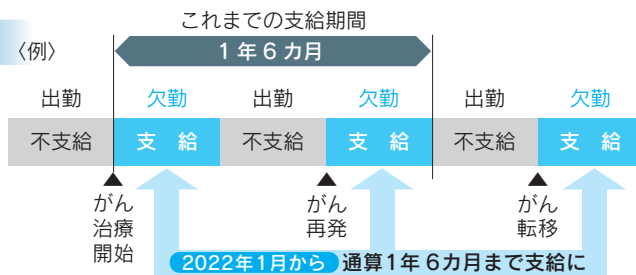 これまでの支給期間
〈例〉
1年6カ月
出勤 欠勤 出勤 欠勤 出勤 欠勤
不支給 支給 不支給 支給 不支給 支給
がん治療開始
がん再発
がん転移
2022年1月から 通算1年6カ月まで支給に